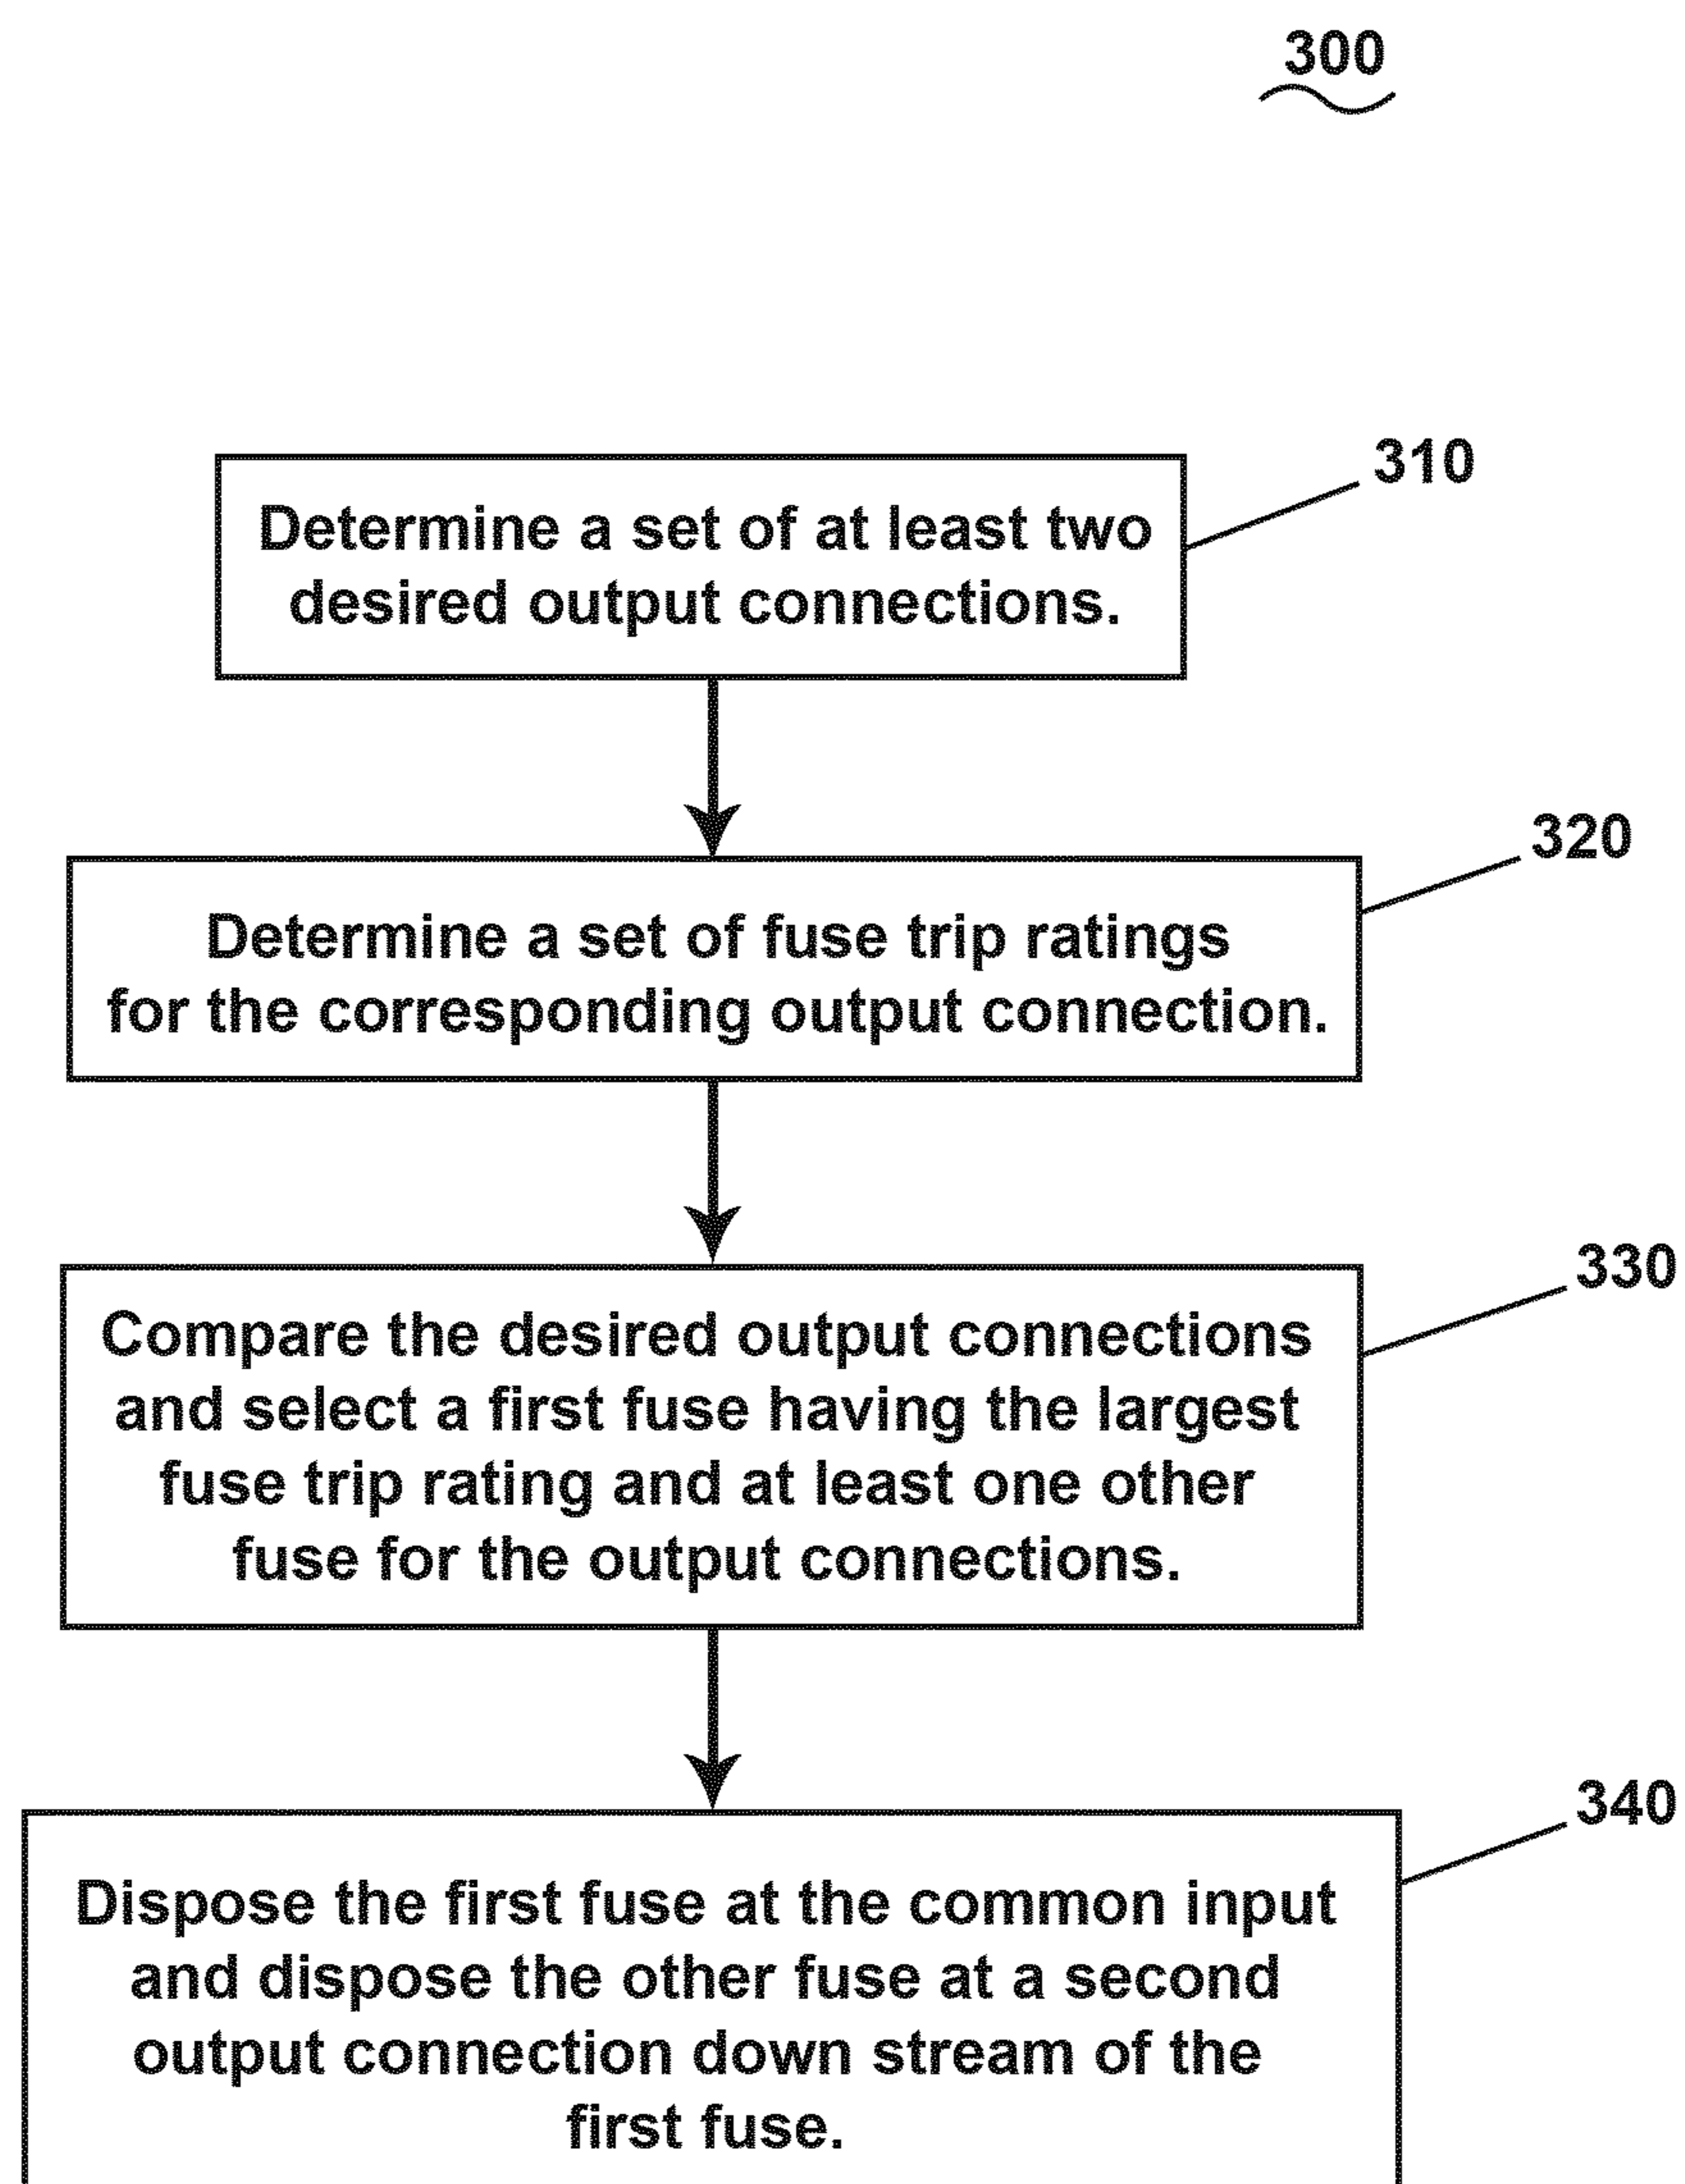 300
310
Determine a set of at least two
desired output connections.
320
Determine a set of fuse trip ratings
for the corresponding output connection.
330
Compare the desired output connections
and select a first fuse having the largest
fuse trip rating and at least one other
fuse for the output connections.
340
Dispose the first fuse at the common input
and dispose the other fuse at a second
output connection down stream of the
first fuse.